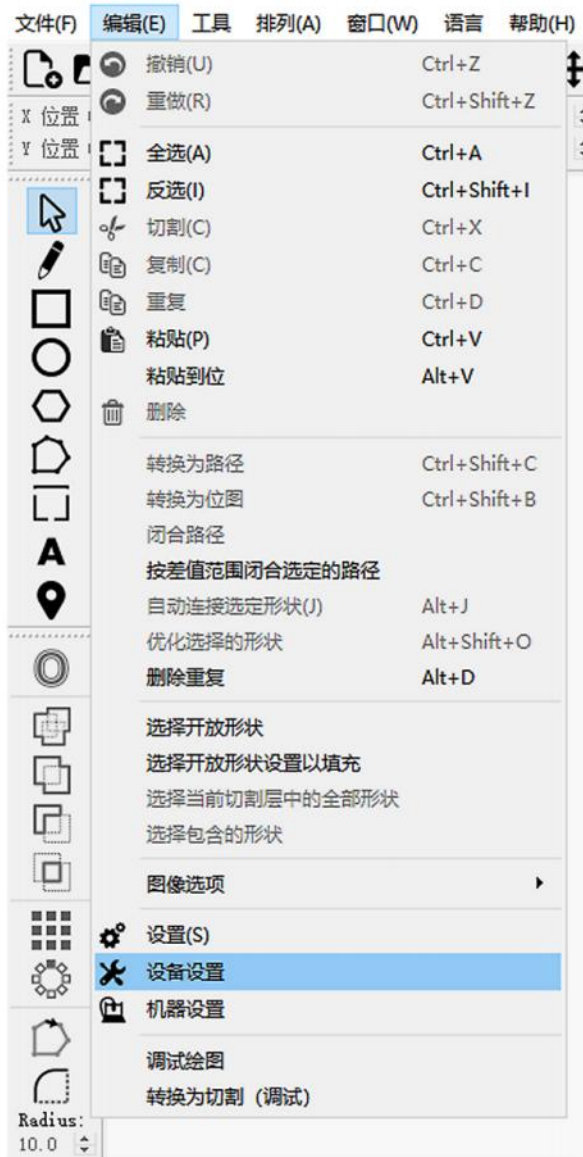 文件(F) 编辑(E) 工具 排列(A) 窗口(W) 语言 帮助(H)
撤销(U) Ctrl+Z
重做(R) Ctrl+Shift+Z
X 位置
Y 位置
全选(A) Ctrl+A
反选(I) Ctrl+Shift+I
切割(C) Ctrl+X
复制(C) Ctrl+C
重复 Ctrl+D
粘贴(P) Ctrl+V
粘贴到位 Alt+V
删除
转换为路径 Ctrl+Shift+C
转换为位图 Ctrl+Shift+B
闭合路径
按差值范围闭合选定的路径
自动连接选定形状(J) Alt+J
优化选择的形状 Alt+Shift+O
删除重复 Alt+D
选择开放形状
选择开放形状设置以填充
选择当前切割层中的全部形状
选择包含的形状
图像选项
设置(S)
设备设置
机器设置
调试绘图
转换为切割 (调试)
Radius:
10.0